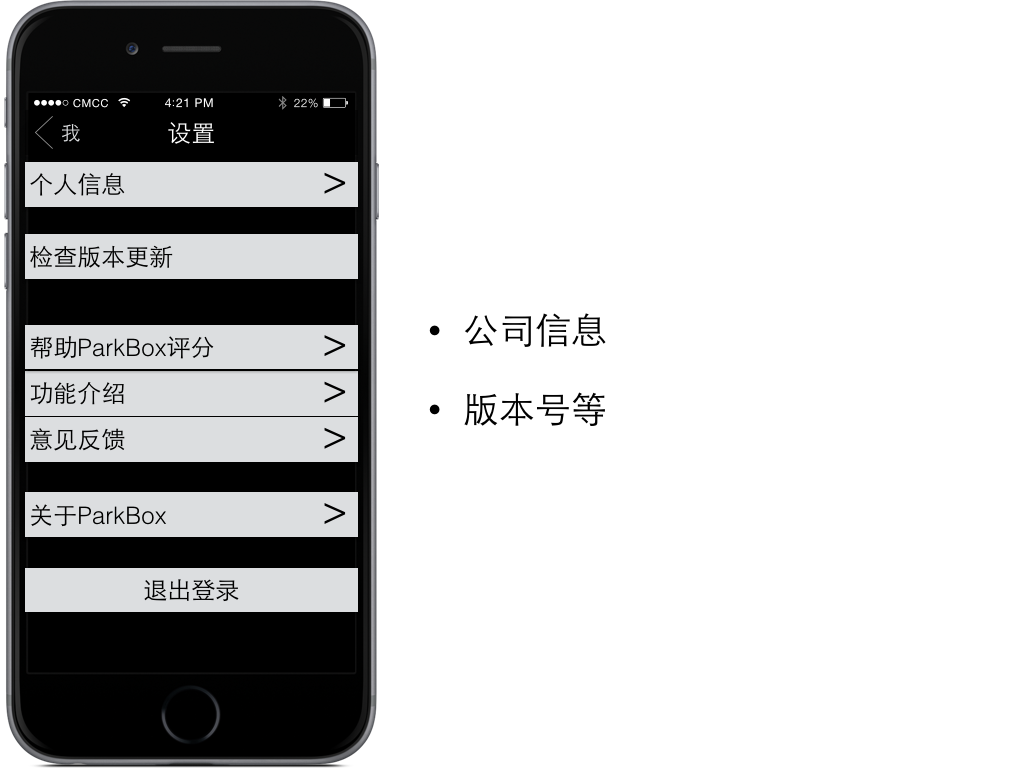 CMCC 4:21 PM 22%
我 设置
个人信息 >
检查版本更新
帮助ParkBox评分 >
功能介绍 >
意见反馈 >
关于ParkBox >
退出登录
• 公司信息
• 版本号等